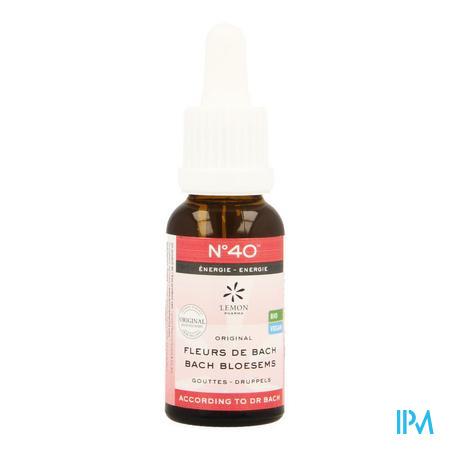 N°40™
ÉNERGIE - ENERGIE
LEMON
PHARMA
ORIGINAL
BIO
VEGAN
ORIGINAL
FLEURS DE BACH
BACH BLOESEMS
GOUTTES - DRUPPELS
ACCORDING TO DR BACH
IPM